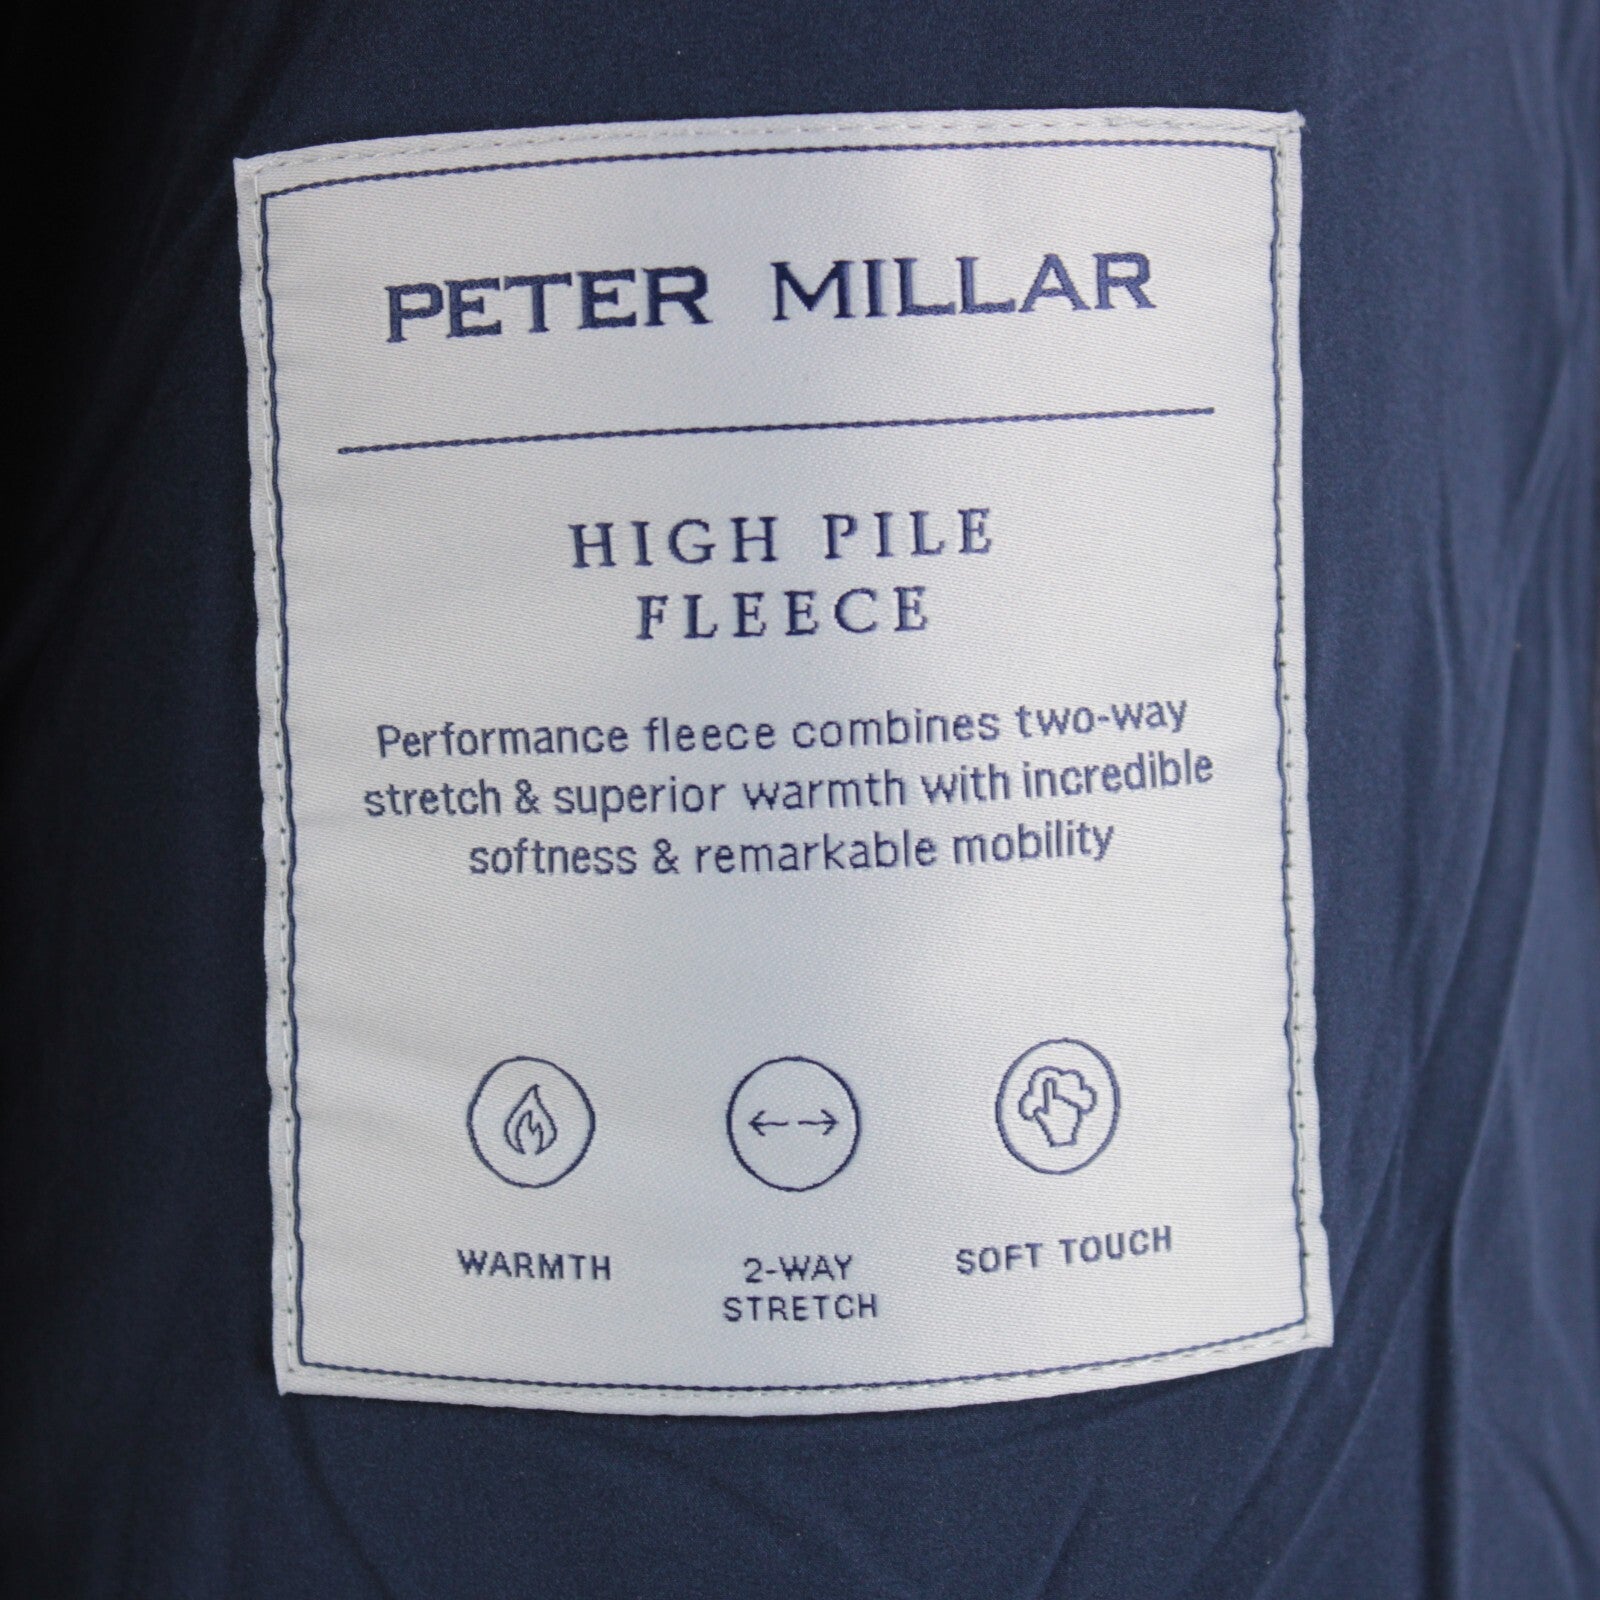 PETER MILLAR
HIGH PILE
FLEECE
Performance fleece combines two-way
stretch & superior warmth with incredible
softness & remarkable mobility
WARMTH
2-WAY
STRETCH
SOFT TOUCH